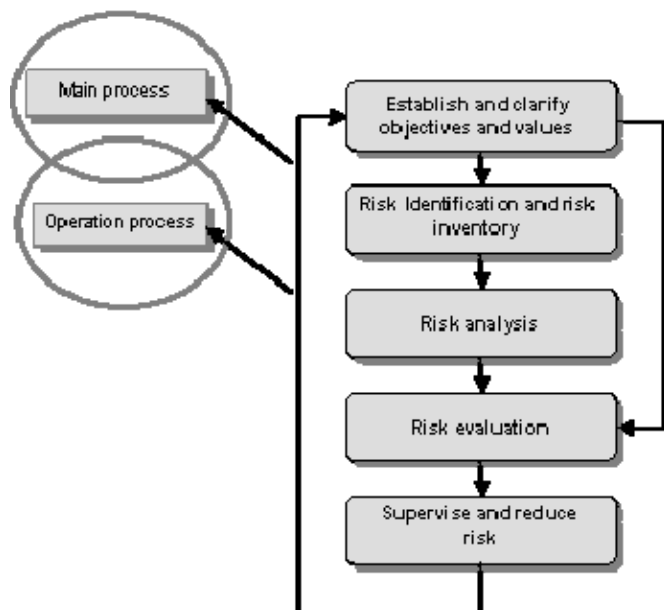 Main process
Operation process
Establish and clarify
objectives and values
Risk Identification and risk
inventory
Risk analysis
Risk evaluation
Supervise and reduce
risk